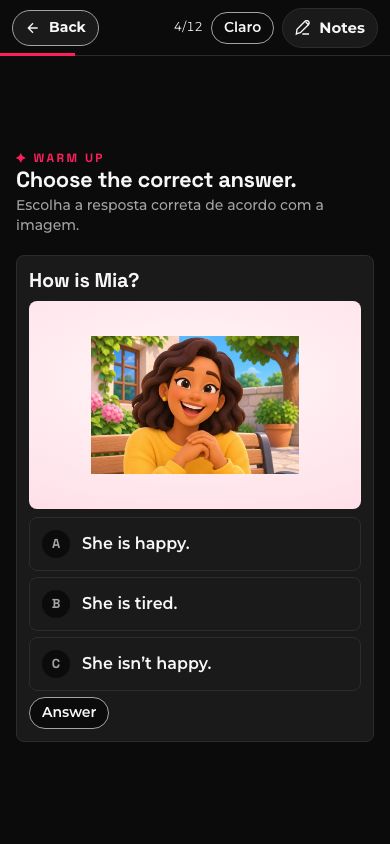 Back
4/12
Claro
Notes
WARM UP
Choose the correct answer.
Escolha a resposta correta de acordo com a
imagem.
How is Mia?
A She is happy.
B She is tired.
C She isn’t happy.
Answer